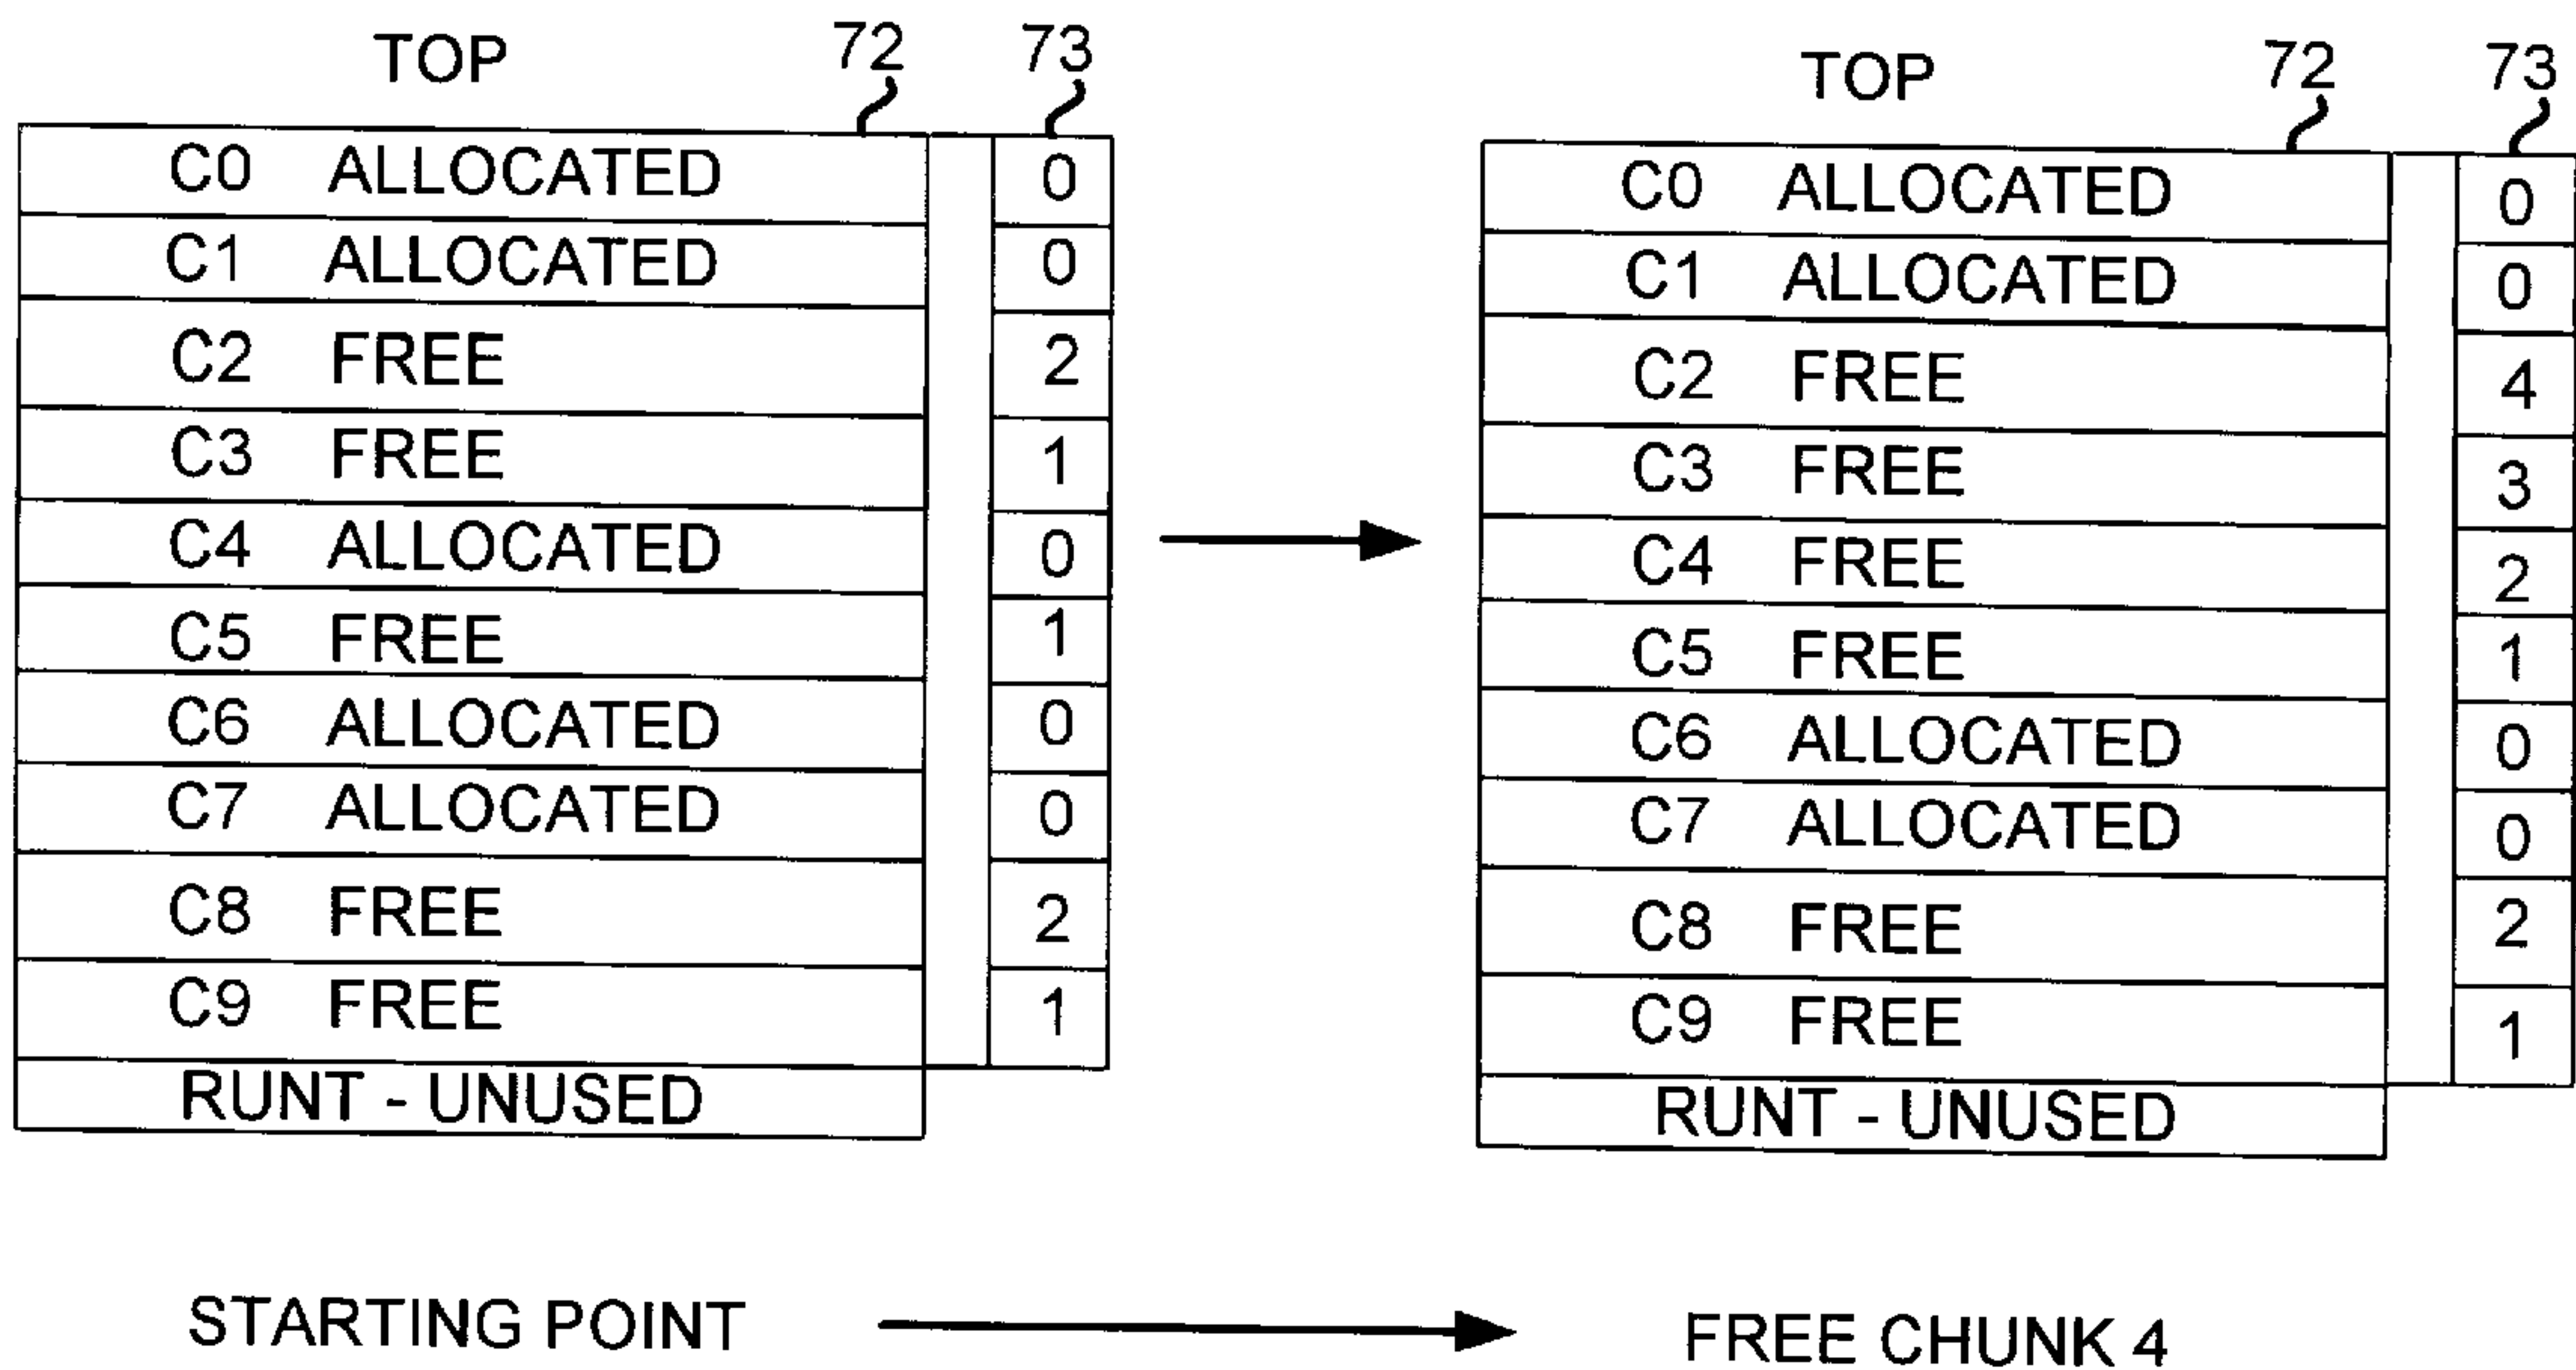 TOP 72 73
C0 ALLOCATED 0
C1 ALLOCATED 0
C2 FREE 2
C3 FREE 1
C4 ALLOCATED 0
C5 FREE 1
C6 ALLOCATED 0
C7 ALLOCATED 0
C8 FREE 2
C9 FREE 1
RUNT - UNUSED
TOP 72 73
C0 ALLOCATED 0
C1 ALLOCATED 0
C2 FREE 4
C3 FREE 3
C4 FREE 2
C5 FREE 1
C6 ALLOCATED 0
C7 ALLOCATED 0
C8 FREE 2
C9 FREE 1
RUNT - UNUSED
STARTING POINT
FREE CHUNK 4